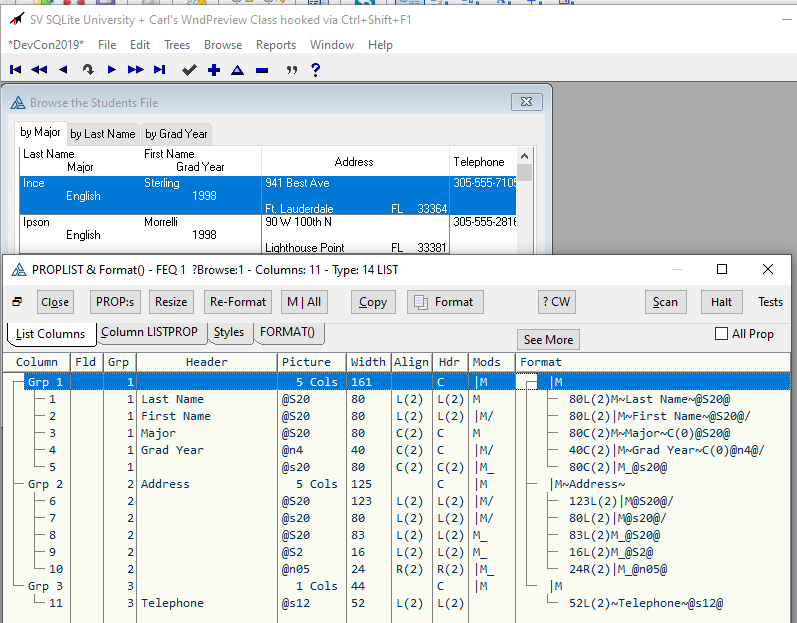 SV SQLite University + Carl's WndPreview Class hooked via Ctrl+Shift+F1
*DevCon2019* File Edit Trees Browse Reports Window Help
Browse the Students File
by Major by Last Name by Grad Year
Last Name First Name Address Telephone
Major Grad Year
Ince Sterling 941 Best Ave 305-555-7105
English 1998
Ft. Lauderdale FL 33364
Ipson Morrelli 90 W 100th N 305-555-2816
English 1998
Lighthouse Point FL 33381
PROPLIST & Format() - FEQ 1 ?Browse:1 - Columns: 11 - Type: 14 LIST
Close PROP:s Resize Re-Format M | All Copy Format ? CW Scan Halt Tests
List Columns Column LISTPROP Styles FORMAT() See More All Prop
Column Fld Grp Header Picture Width Align Hdr Mods Format
Grp 1 1 5 Cols 161 C |M |M
1 1 Last Name @S20 80 L(2) L(2) M 80L(2)M~Last Name~@S20@
2 1 First Name @S20 80 L(2) L(2) |M/ 80L(2)|M~First Name~@S20@/
3 1 Major @S20 80 C(2) C M 80C(2)M~Major~C(0)@S20@
4 1 Grad Year @n4 40 C(2) C |M/ 40C(2)|M~Grad Year~C(0)@n4@/
5 1 @s20 80 C(2) C(2) |M_ 80C(2)|M_@s20@
Grp 2 2 Address 5 Cols 125 C |M |M~Address~
6 2 @S20 123 L(2) L(2) |M/ 123L(2)|M@S20@/
7 2 @s20 80 L(2) L(2) |M/ 80L(2)|M@s20@/
8 2 @S20 83 L(2) L(2) M_ 83L(2)M_@S20@
9 2 @S2 16 L(2) L(2) M_ 16L(2)M_@S2@
10 2 @n05 24 R(2) R(2) |M_ 24R(2)|M_@n05@
Grp 3 3 1 Cols 44 C |M |M
11 3 Telephone @s12 52 L(2) L(2) 52L(2)~Telephone~@s12@